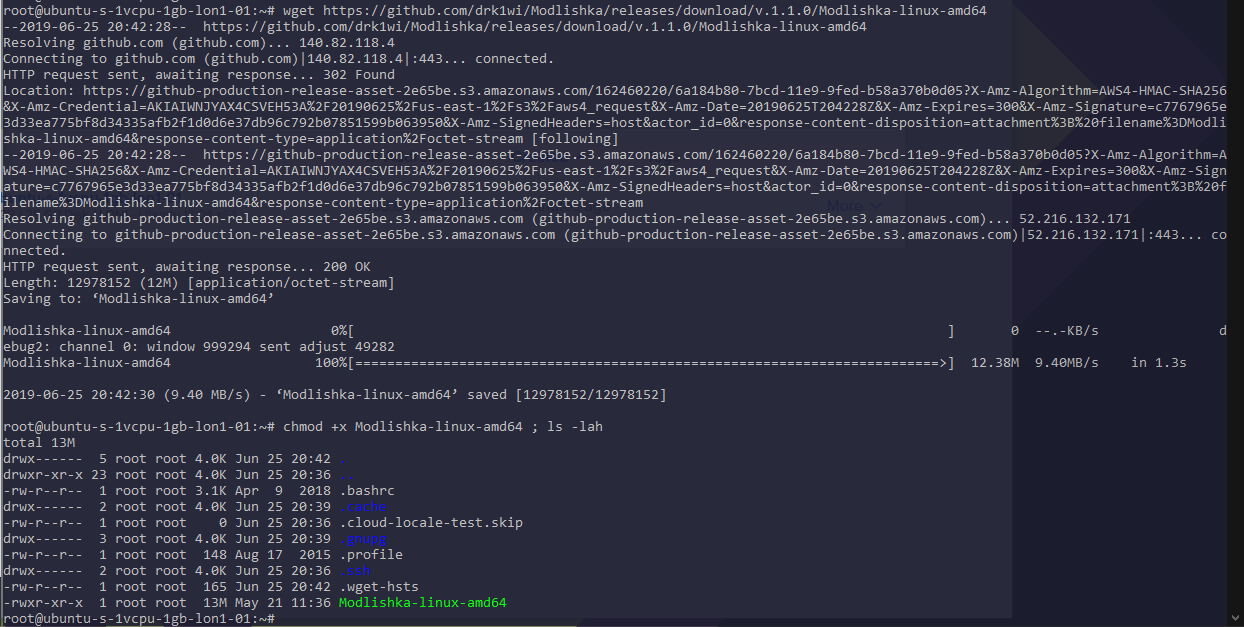 root@ubuntu-s-1vcpu-1gb-lon1-01:~# wget https://github.com/drk1wi/Modlishka/releases/download/v.1.1.0/Modlishka-linux-amd64
--2019-06-25 20:42:28--  https://github.com/drk1wi/Modlishka/releases/download/v.1.1.0/Modlishka-linux-amd64
Resolving github.com (github.com)... 140.82.118.4
Connecting to github.com (github.com)|140.82.118.4|:443... connected.
HTTP request sent, awaiting response... 302 Found
Location: https://github-production-release-asset-2e65be.s3.amazonaws.com/162460220/6a184b80-7bcd-11e9-9fed-b58a370b0d05?X-Amz-Algorithm=AWS4-HMAC-SHA256
&X-Amz-Credential=AKIAIWNJYAX4CSVEH53A%2F20190625%2Fus-east-1%2Fs3%2Faws4_request&X-Amz-Date=20190625T204228Z&X-Amz-Expires=300&X-Amz-Signature=c7767965e
3d33ea775bf8d34335afb2f1d0d6e37db96c792b07851599b063950&X-Amz-SignedHeaders=host&actor_id=0&response-content-disposition=attachment%3B%20filename%3DModli
shka-linux-amd64&response-content-type=application%2Foctet-stream [following]
--2019-06-25 20:42:28--  https://github-production-release-asset-2e65be.s3.amazonaws.com/162460220/6a184b80-7bcd-11e9-9fed-b58a370b0d05?X-Amz-Algorithm=A
WS4-HMAC-SHA256&X-Amz-Credential=AKIAIWNJYAX4CSVEH53A%2F20190625%2Fus-east-1%2Fs3%2Faws4_request&X-Amz-Date=20190625T204228Z&X-Amz-Expires=300&X-Amz-Sign
ature=c7767965e3d33ea775bf8d34335afb2f1d0d6e37db96c792b07851599b063950&X-Amz-SignedHeaders=host&actor_id=0&response-content-disposition=attachment%3B%20f
ilename%3DModlishka-linux-amd64&response-content-type=application%2Foctet-stream
More
Resolving github-production-release-asset-2e65be.s3.amazonaws.com (github-production-release-asset-2e65be.s3.amazonaws.com)... 52.216.132.171
Connecting to github-production-release-asset-2e65be.s3.amazonaws.com (github-production-release-asset-2e65be.s3.amazonaws.com)|52.216.132.171|:443... co
nnected.
HTTP request sent, awaiting response... 200 OK
Length: 12978152 (12M) [application/octet-stream]
Saving to: ‘Modlishka-linux-amd64’
Modlishka-linux-amd64                    0%[                                                                          ]       0  --.-KB/s               d
ebug2: channel 0: window 999294 sent adjust 49282
Modlishka-linux-amd64                  100%[=========================================================================>]  12.38M  9.40MB/s    in 1.3s
2019-06-25 20:42:30 (9.40 MB/s) - ‘Modlishka-linux-amd64’ saved [12978152/12978152]
root@ubuntu-s-1vcpu-1gb-lon1-01:~# chmod +x Modlishka-linux-amd64 ; ls -lah
total 13M
drwx------  5 root root 4.0K Jun 25 20:42 .
drwxr-xr-x 23 root root 4.0K Jun 25 20:36 ..
-rw-r--r--  1 root root 3.1K Apr  9  2018 .bashrc
drwx------  2 root root 4.0K Jun 25 20:39 .cache
-rw-r--r--  1 root root    0 Jun 25 20:36 .cloud-locale-test.skip
drwx------  3 root root 4.0K Jun 25 20:39 .gnupg
-rw-r--r--  1 root root  148 Aug 17  2015 .profile
drwx------  2 root root 4.0K Jun 25 20:36 .ssh
-rw-r--r--  1 root root  165 Jun 25 20:42 .wget-hsts
-rwxr-xr-x  1 root root  13M May 21 11:36 Modlishka-linux-amd64
root@ubuntu-s-1vcpu-1gb-lon1-01:~#